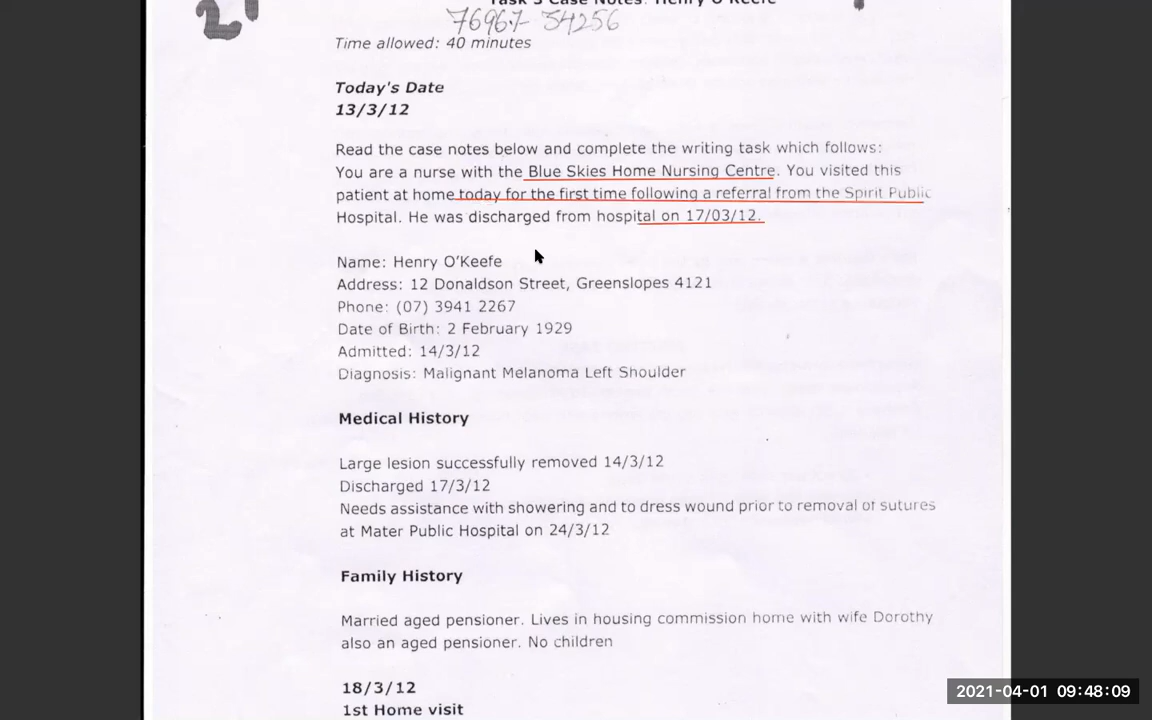 Task 3 Case Notes: Henry O'Keefe
76967 34256
Time allowed: 40 minutes
Today's Date
13/3/12
Read the case notes below and complete the writing task which follows:
You are a nurse with the Blue Skies Home Nursing Centre. You visited this
patient at home today for the first time following a referral from the Spirit Public
Hospital. He was discharged from hospital on 17/03/12.
Name: Henry O'Keefe
Address: 12 Donaldson Street, Greenslopes 4121
Phone: (07) 3941 2267
Date of Birth: 2 February 1929
Admitted: 14/3/12
Diagnosis: Malignant Melanoma Left Shoulder
Medical History
Large lesion successfully removed 14/3/12
Discharged 17/3/12
Needs assistance with showering and to dress wound prior to removal of sutures
at Mater Public Hospital on 24/3/12
Family History
Married aged pensioner. Lives in housing commission home with wife Dorothy
also an aged pensioner. No children
18/3/12
1st Home visit
2021-04-01 09:48:09